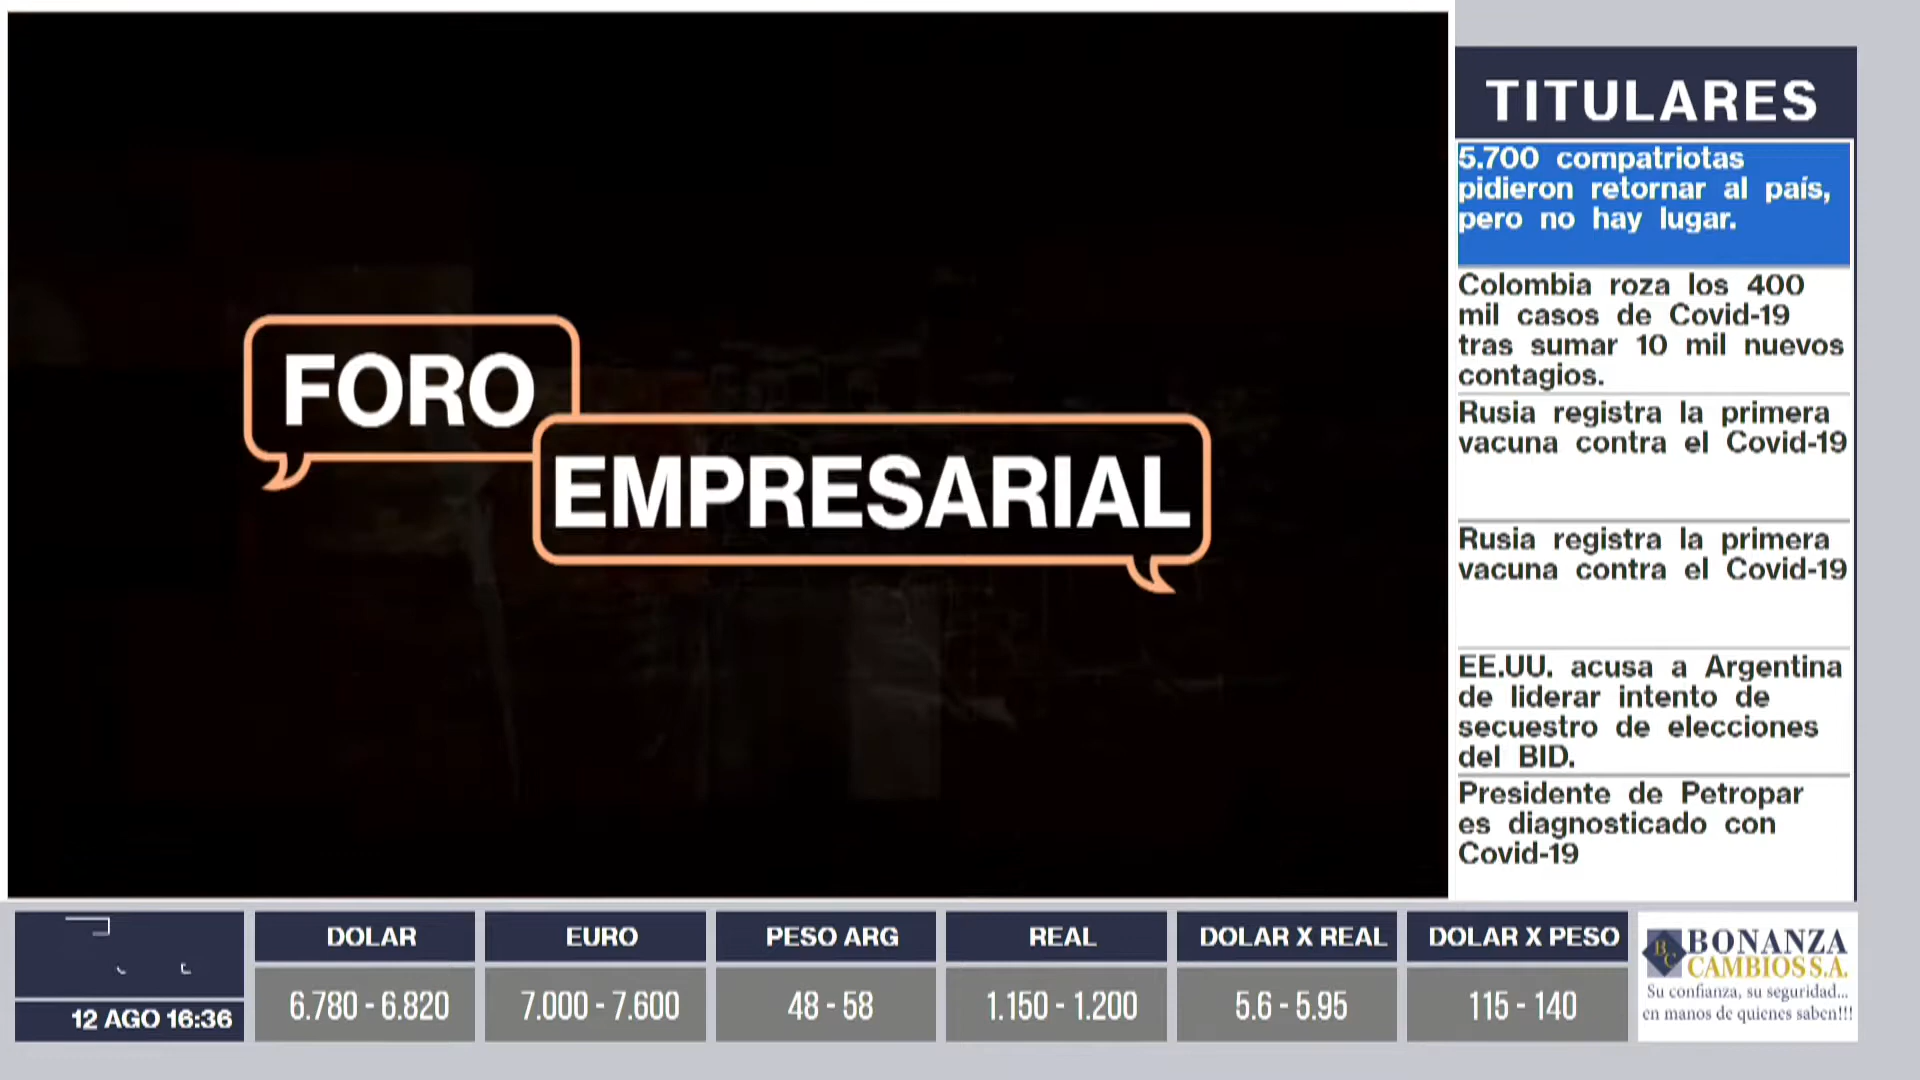 FORO
EMPRESARIAL
TITULARES
5.700 compatriotas
pidieron retornar al país,
pero no hay lugar.
Colombia roza los 400
mil casos de Covid-19
tras sumar 10 mil nuevos
contagios.
Rusia registra la primera
vacuna contra el Covid-19
Rusia registra la primera
vacuna contra el Covid-19
EE.UU. acusa a Argentina
de liderar intento de
secuestro de elecciones
del BID.
Presidente de Petropar
es diagnosticado con
Covid-19
12 AGO 16:36
DOLAR
6.780 - 6.820
EURO
7.000 - 7.600
PESO ARG
48 - 58
REAL
1.150 - 1.200
DOLAR X REAL
5.6 - 5.95
DOLAR X PESO
115 - 140
BC
BONANZA
CAMBIOS S.A.
Su confianza, su seguridad...
en manos de quienes saben!!!